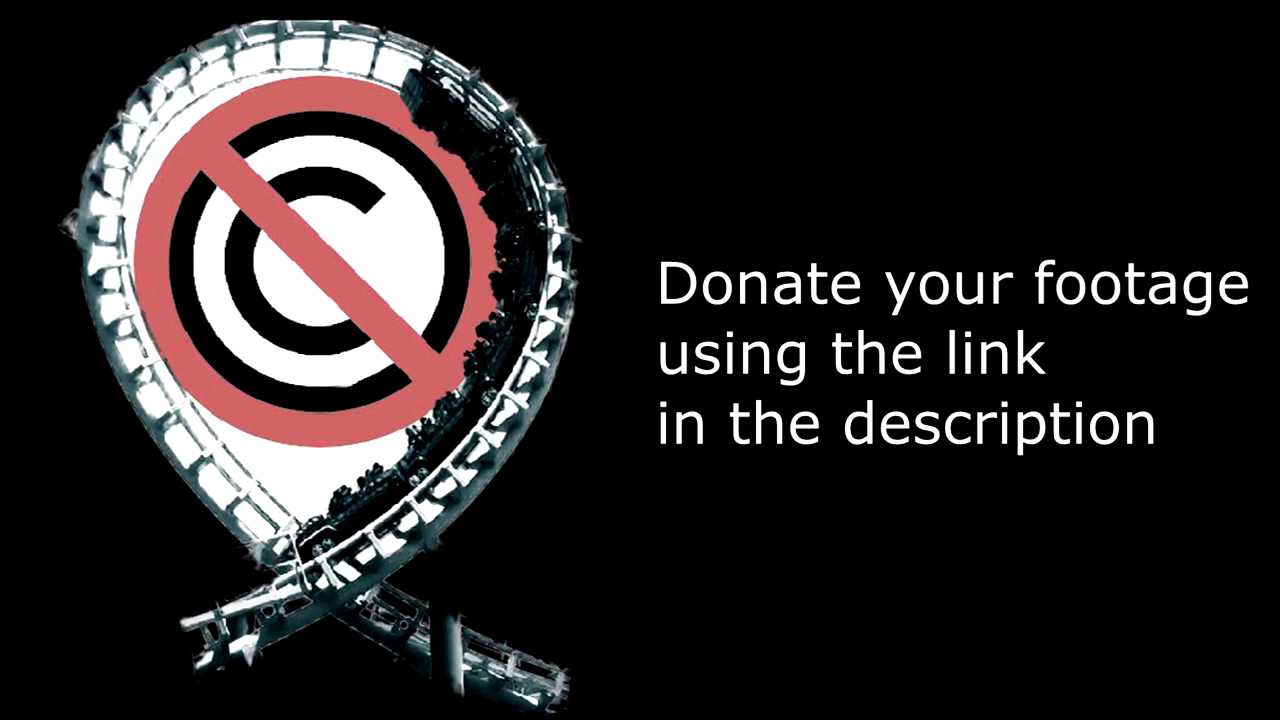 Donate your footage
using the link
in the description